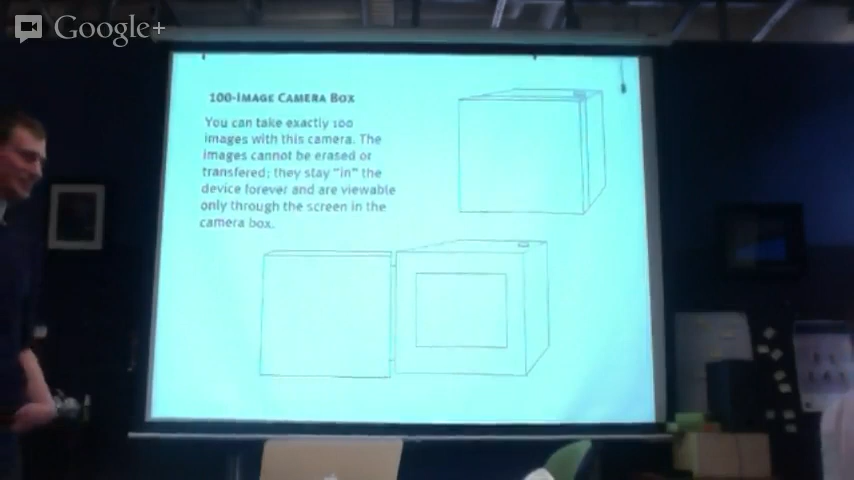 Google+
100-Image Camera Box
You can take exactly 100
images with this camera. The
images cannot be erased or
transfered; they stay "in" the
device forever and are viewable
only through the screen in the
camera box.